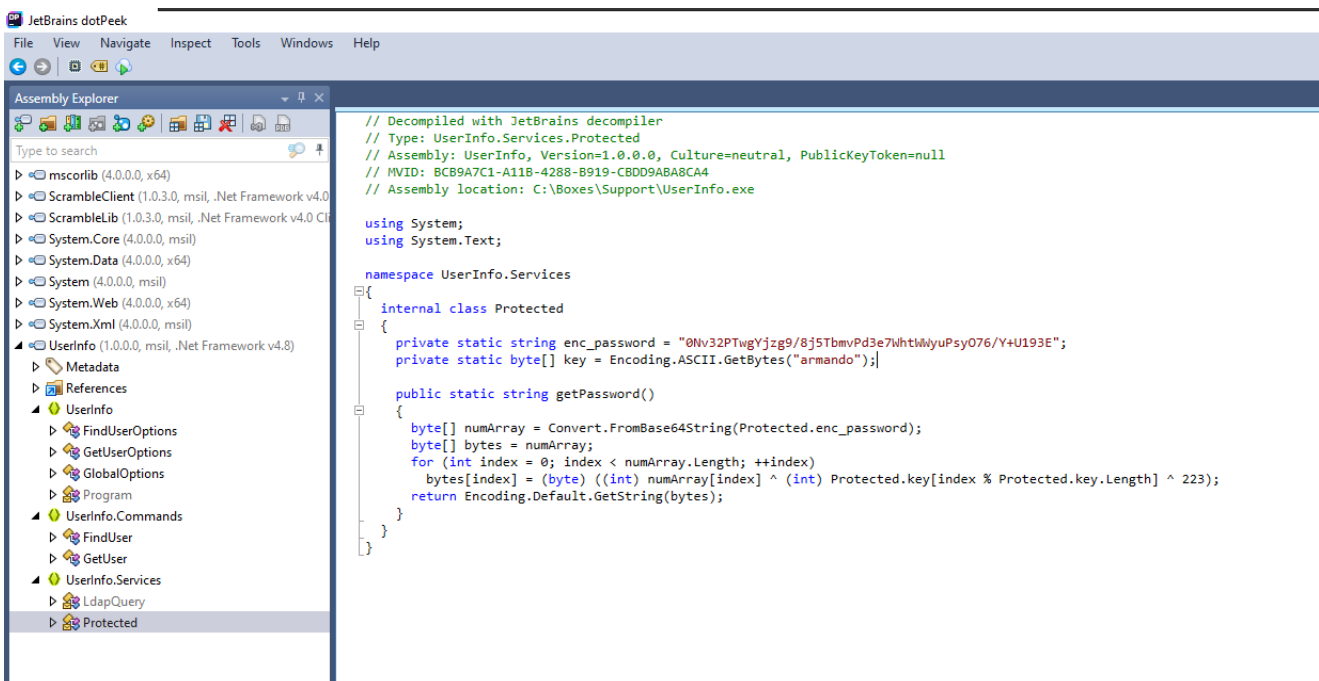 JetBrains dotPeek
File View Navigate Inspect Tools Windows Help
Assembly Explorer
Type to search
mscorlib (4.0.0.0, x64)
ScrambleClient (1.0.3.0, msil, .Net Framework v4.0
ScrambleLib (1.0.3.0, msil, .Net Framework v4.0 Cli
System.Core (4.0.0.0, msil)
System.Data (4.0.0.0, x64)
System (4.0.0.0, msil)
System.Web (4.0.0.0, x64)
System.Xml (4.0.0.0, msil)
UserInfo (1.0.0.0, msil, .Net Framework v4.8)
Metadata
References
UserInfo
FindUserOptions
GetUserOptions
GlobalOptions
Program
UserInfo.Commands
FindUser
GetUser
UserInfo.Services
LdapQuery
Protected
// Decompiled with JetBrains decompiler
// Type: UserInfo.Services.Protected
// Assembly: UserInfo, Version=1.0.0.0, Culture=neutral, PublicKeyToken=null
// MVID: BCB9A7C1-A11B-4288-B919-CBDD9ABA8CA4
// Assembly location: C:\Boxes\Support\UserInfo.exe
using System;
using System.Text;
namespace UserInfo.Services
{
internal class Protected
{
private static string enc_password = "0Nv32PTwgYjzg9/8j5TbmvPd3e7WhtWWyuPsyO76/Y+U193E";
private static byte[] key = Encoding.ASCII.GetBytes("armando");
public static string getPassword()
{
byte[] numArray = Convert.FromBase64String(Protected.enc_password);
byte[] bytes = numArray;
for (int index = 0; index < numArray.Length; ++index)
bytes[index] = (byte) ((int) numArray[index] ^ (int) Protected.key[index % Protected.key.Length] ^ 223);
return Encoding.Default.GetString(bytes);
}
}
}